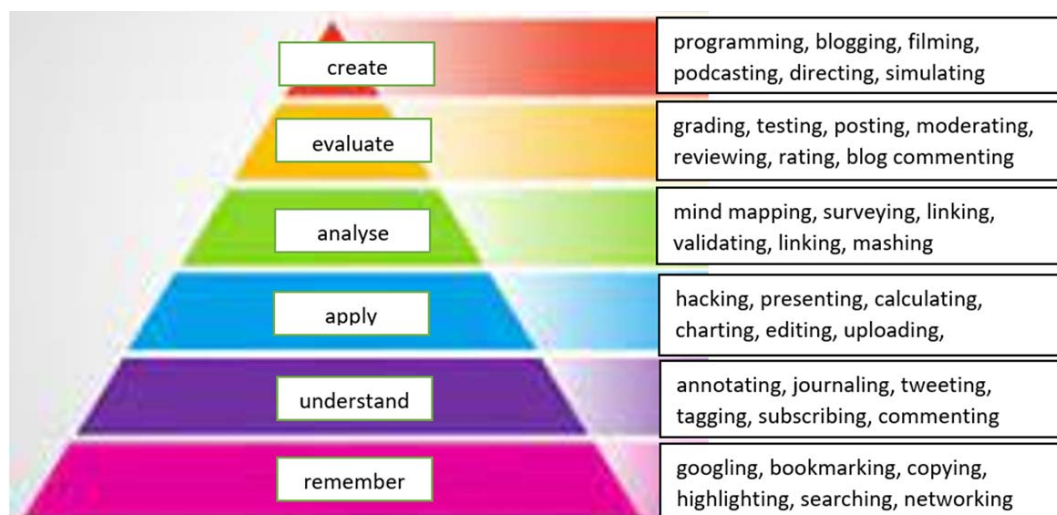 create
programming, blogging, filming,
podcasting, directing, simulating
evaluate
grading, testing, posting, moderating,
reviewing, rating, blog commenting
analyse
mind mapping, surveying, linking,
validating, linking, mashing
apply
hacking, presenting, calculating,
charting, editing, uploading,
understand
annotating, journaling, tweeting,
tagging, subscribing, commenting
remember
googling, bookmarking, copying,
highlighting, searching, networking